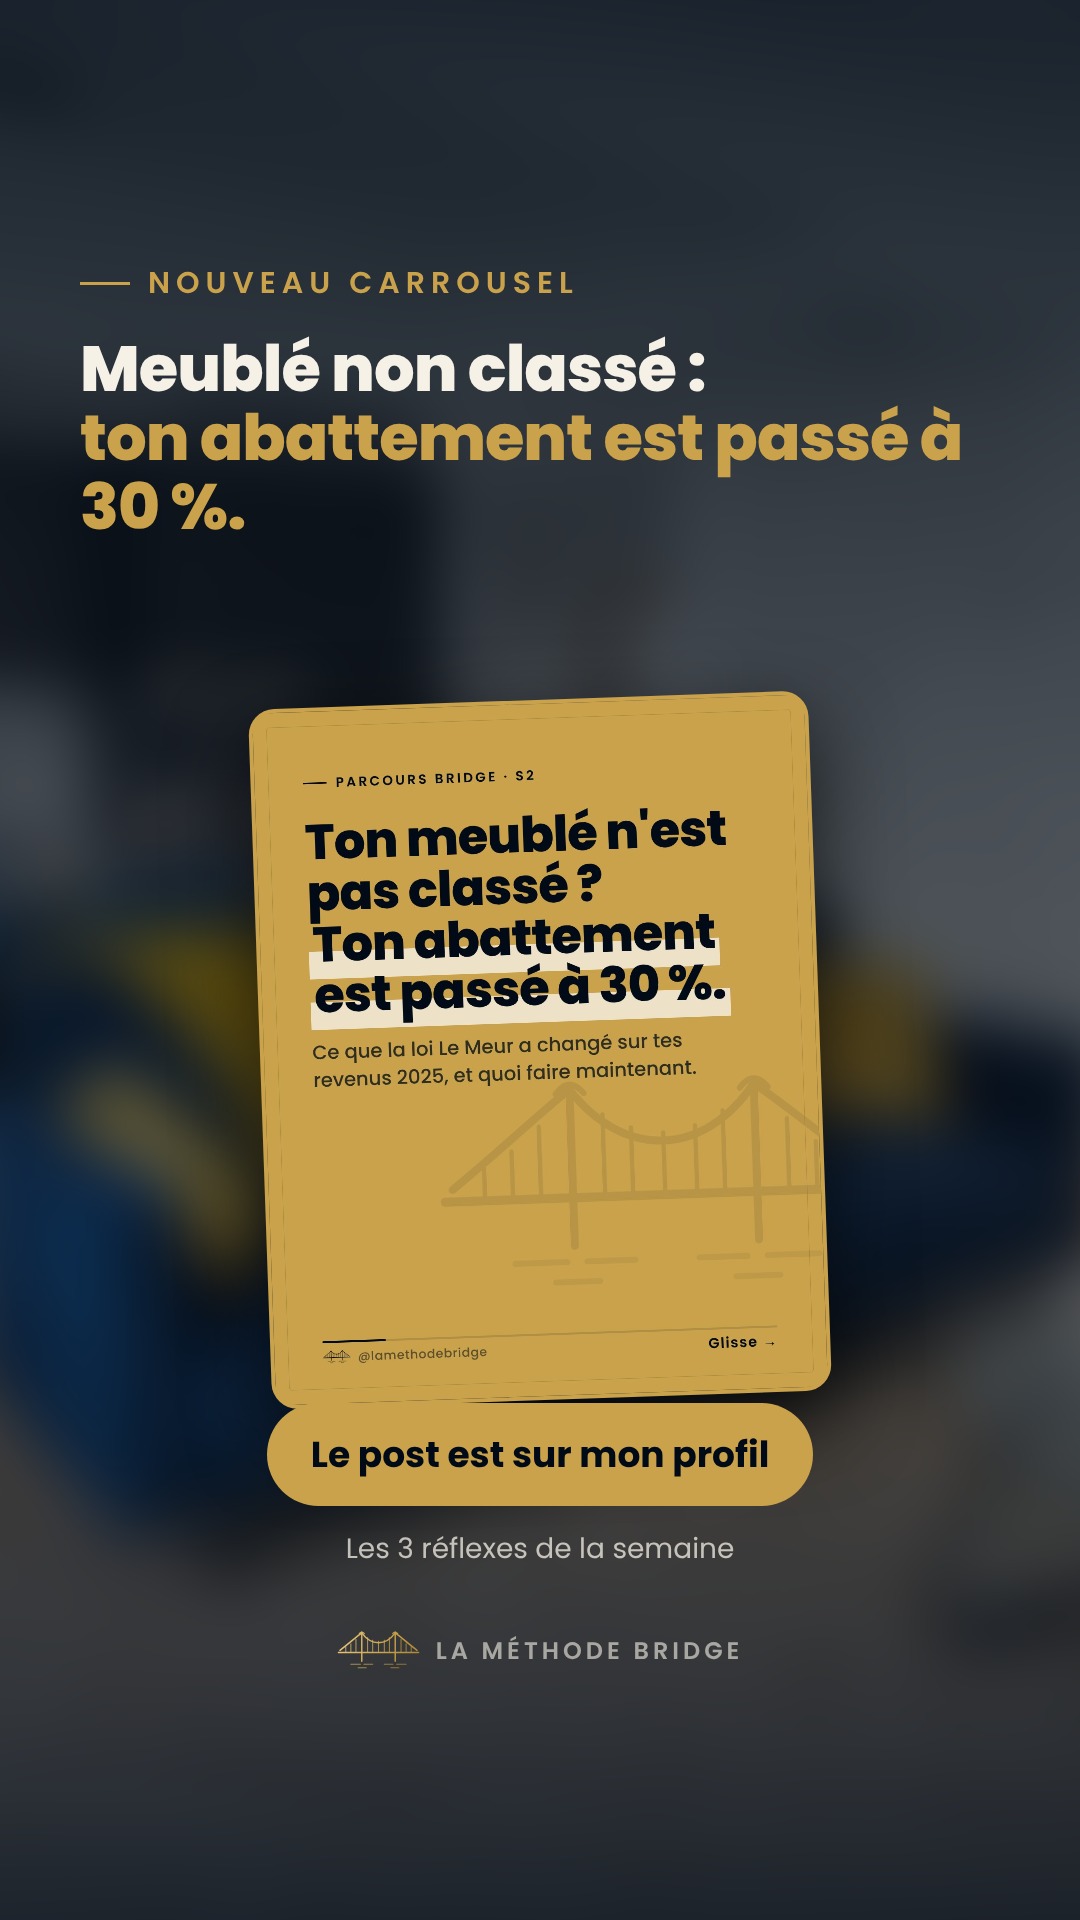 NOUVEAU CARROUSEL
Meublé non classé :
ton abattement est passé à
30 %.
PARCOURS BRIDGE · S2
Ton meublé n'est
pas classé ?
Ton abattement
est passé à 30 %.
Ce que la loi Le Meur a changé sur tes
revenus 2025, et quoi faire maintenant.
@lamethodebridge
Glisse →
Le post est sur mon profil
Les 3 réflexes de la semaine
LA MÉTHODE BRIDGE